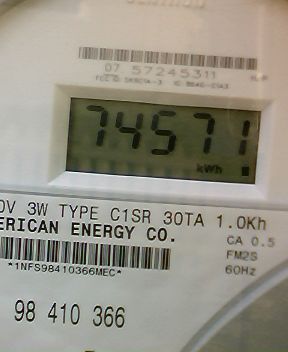 07 57245311
74571
kWh
0V 3W TYPE C1SR 30TA 1.0Kh
ERICAN ENERGY CO.
CA 0.5
FM2S
*1NFS98410366MEC*
60Hz
98 410 366